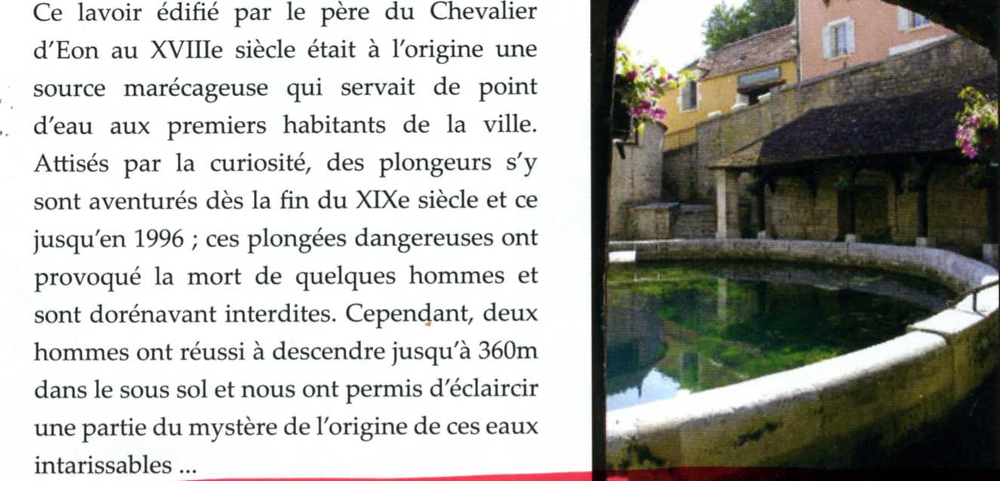 Ce lavoir édifié par le père du Chevalier
d'Eon au XVIIIe siècle était à l'origine une
source marécageuse qui servait de point
d'eau aux premiers habitants de la ville.
Attisés par la curiosité, des plongeurs s'y
sont aventurés dès la fin du XIXe siècle et ce
jusqu'en 1996 ; ces plongées dangereuses ont
provoqué la mort de quelques hommes et
sont dorénavant interdites. Cependant, deux
hommes ont réussi à descendre jusqu'à 360m
dans le sous sol et nous ont permis d'éclaircir
une partie du mystère de l'origine de ces eaux
intarissables ...